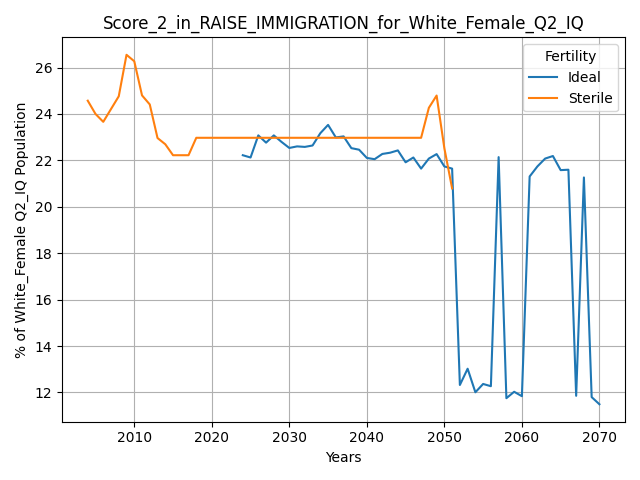 Score_2_in_RAISE_IMMIGRATION_for_White_Female_Q2_IQ
Fertility
Ideal
Sterile
% of White_Female Q2_IQ Population
26
24
22
20
18
16
14
12
2010 2020 2030 2040 2050 2060 2070
Years